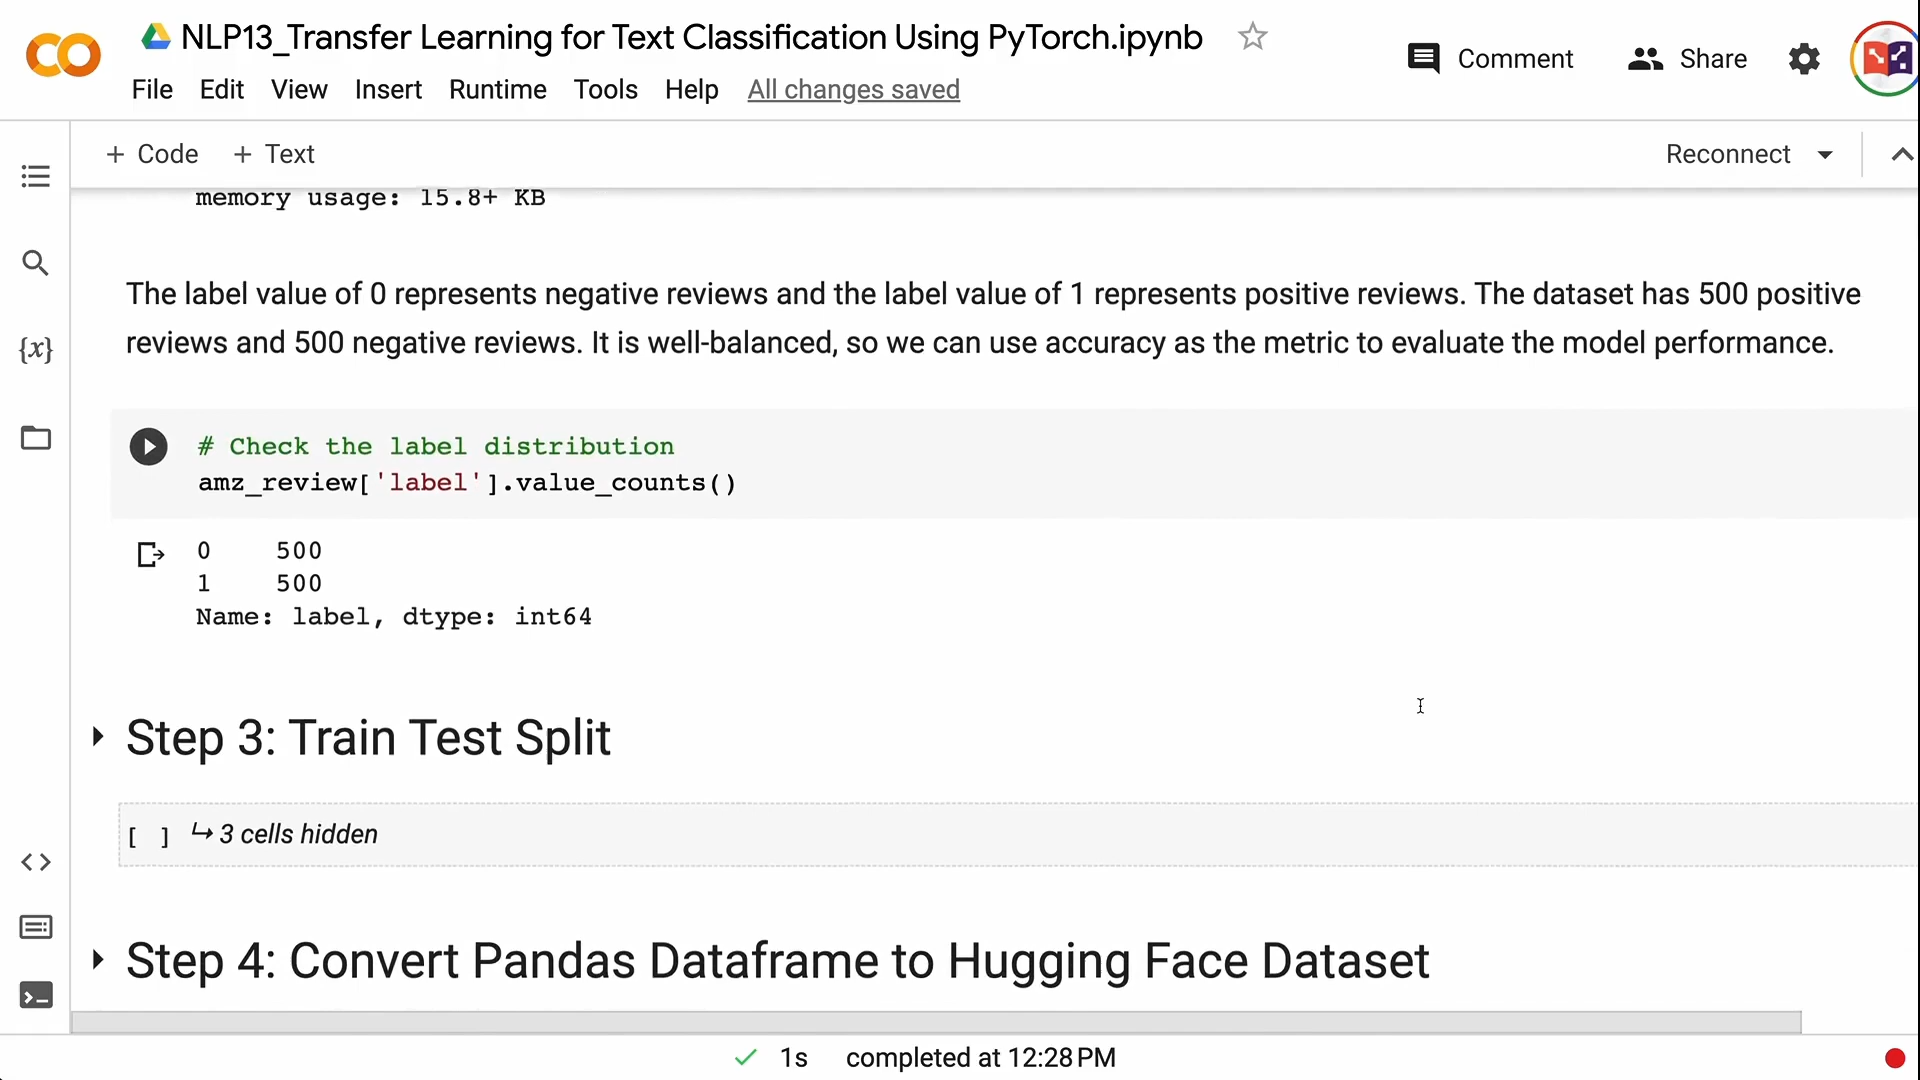 NLP13_Transfer Learning for Text Classification Using PyTorch.ipynb
Comment
Share
File Edit View Insert Runtime Tools Help All changes saved
+ Code + Text
Reconnect
memory usage: 15.8+ KB
The label value of 0 represents negative reviews and the label value of 1 represents positive reviews. The dataset has 500 positive
reviews and 500 negative reviews. It is well-balanced, so we can use accuracy as the metric to evaluate the model performance.
# Check the label distribution
amz_review['label'].value_counts()
0 500
1 500
Name: label, dtype: int64
Step 3: Train Test Split
[ ] ↳ 3 cells hidden
Step 4: Convert Pandas Dataframe to Hugging Face Dataset
1s completed at 12:28 PM